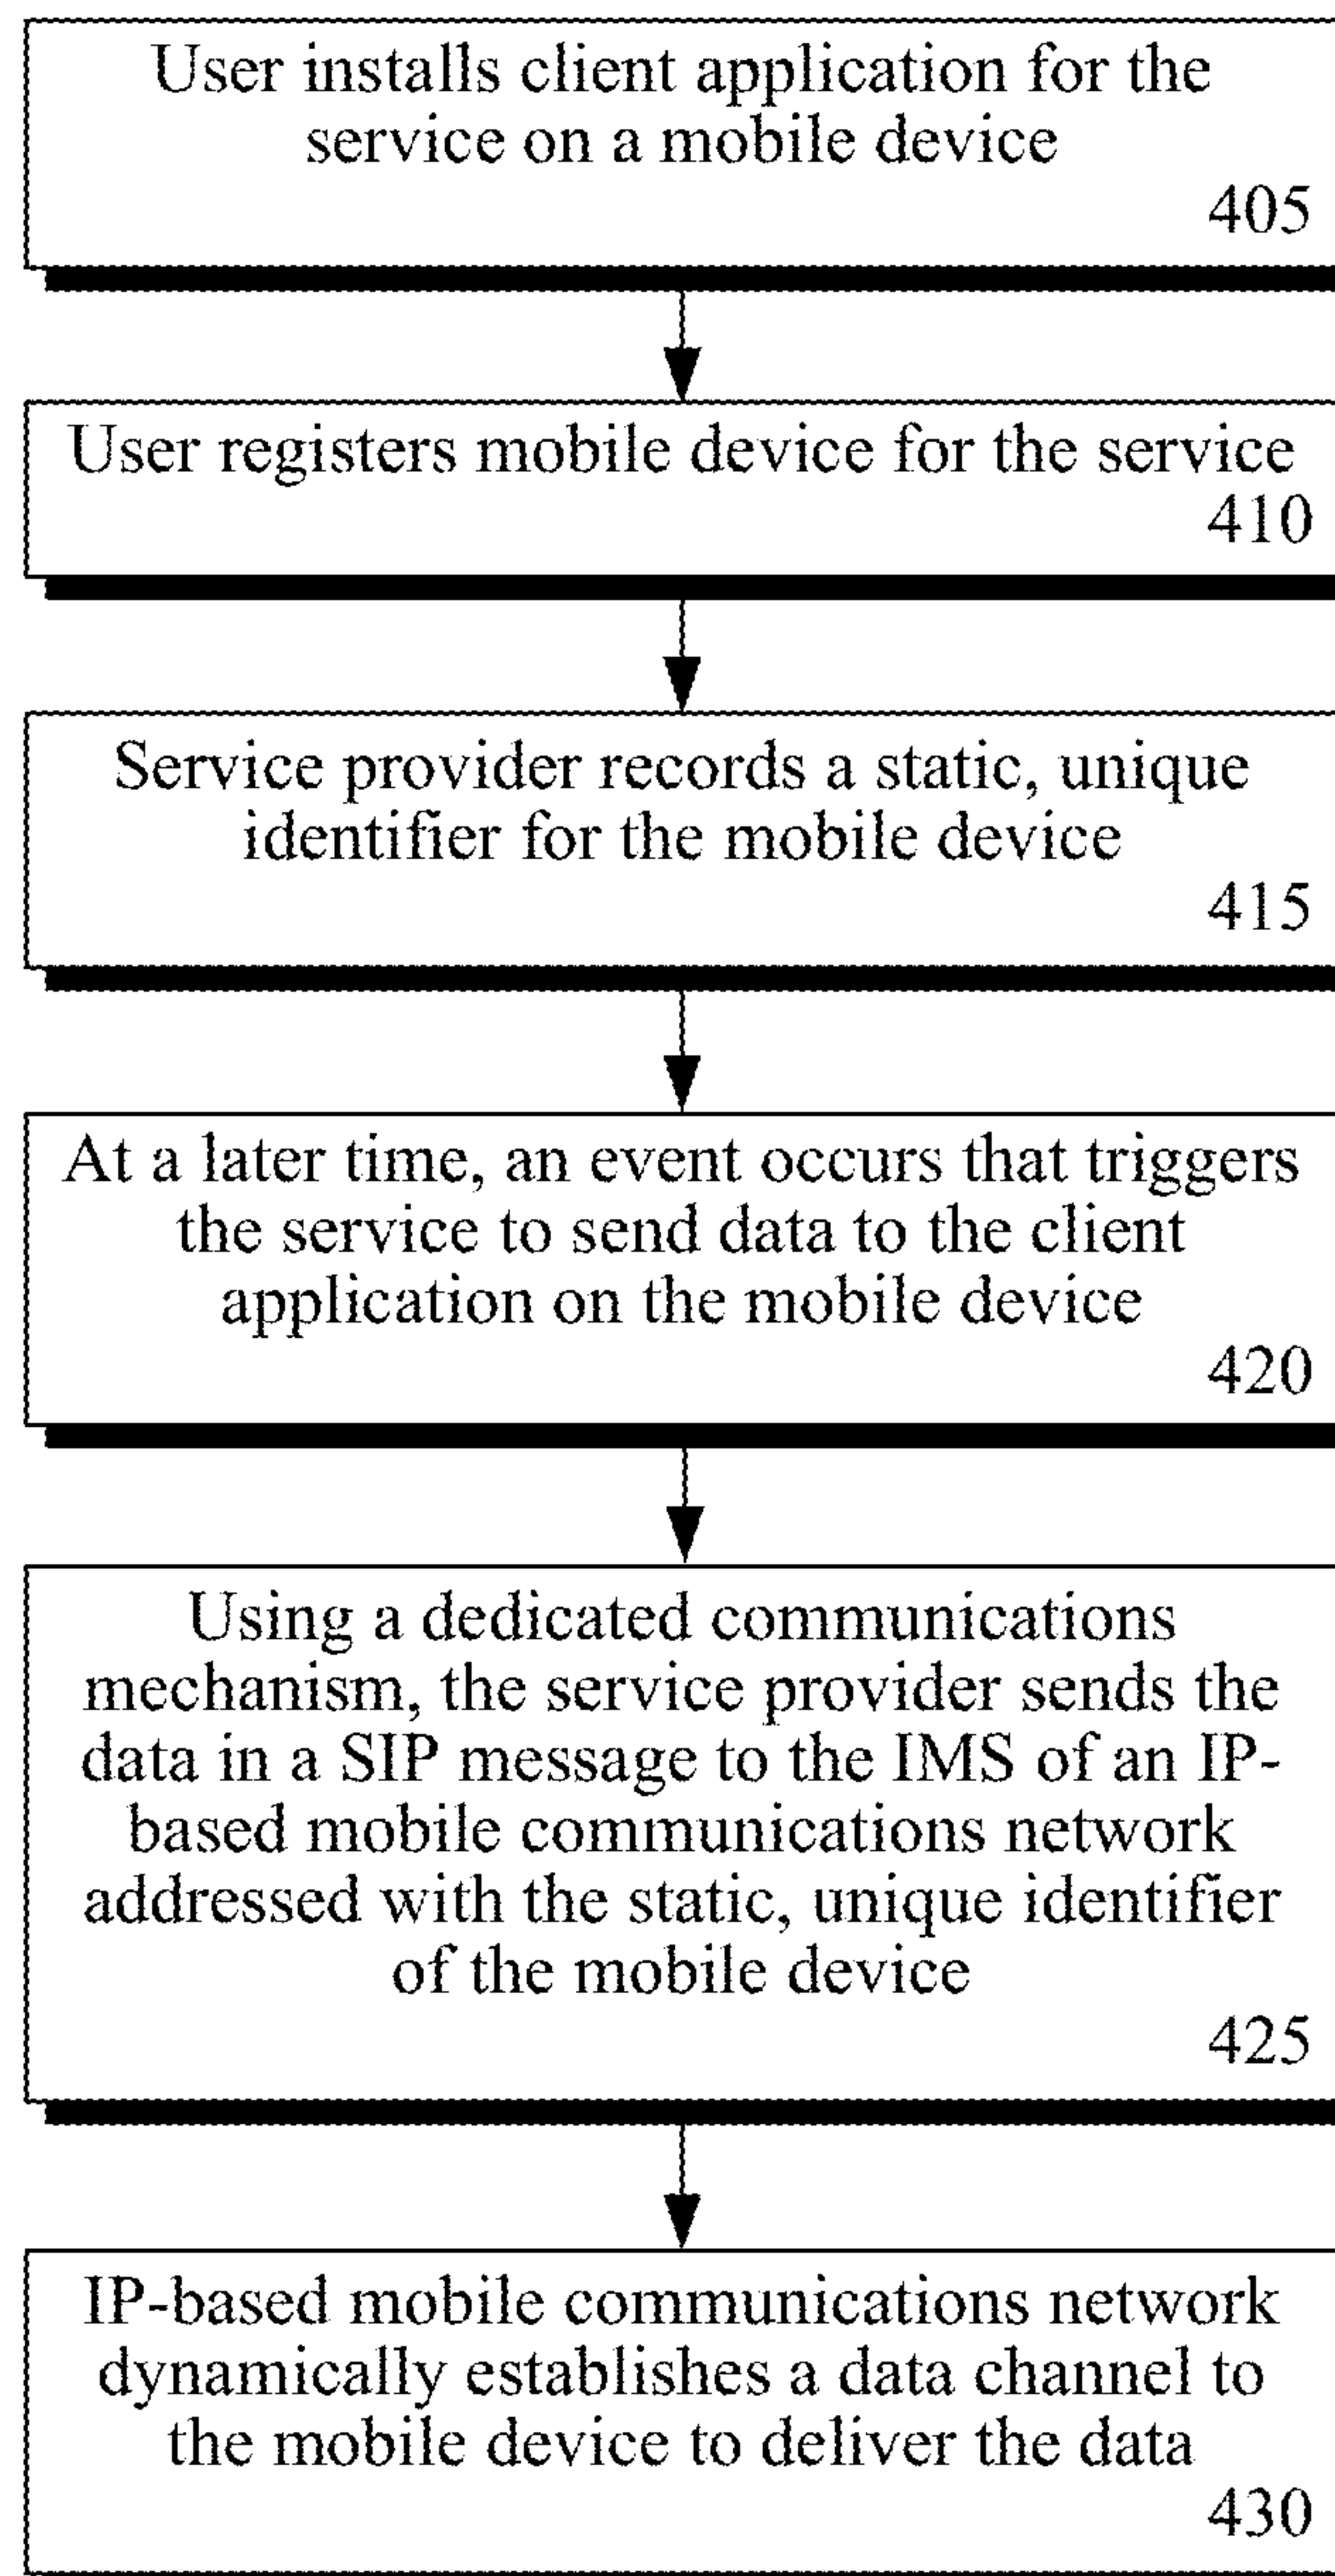 User installs client application for the
service on a mobile device
405
User registers mobile device for the service
410
Service provider records a static, unique
identifier for the mobile device
415
At a later time, an event occurs that triggers
the service to send data to the client
application on the mobile device
420
Using a dedicated communications
mechanism, the service provider sends the
data in a SIP message to the IMS of an IP-
based mobile communications network
addressed with the static, unique identifier
of the mobile device
425
IP-based mobile communications network
dynamically establishes a data channel to
the mobile device to deliver the data
430